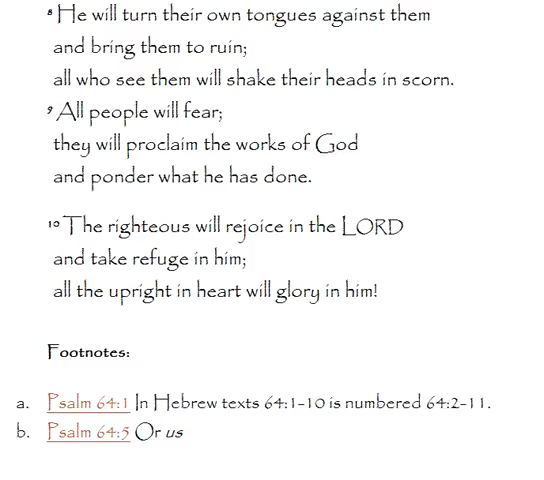 8 He will turn their own tongues against them
and bring them to ruin;
all who see them will shake their heads in scorn.
9 All people will fear;
they will proclaim the works of God
and ponder what he has done.
10 The righteous will rejoice in the LORD
and take refuge in him;
all the upright in heart will glory in him!
Footnotes:
a. Psalm 64:1 In Hebrew texts 64:1-10 is numbered 64:2-11.
b. Psalm 64:5 Or us